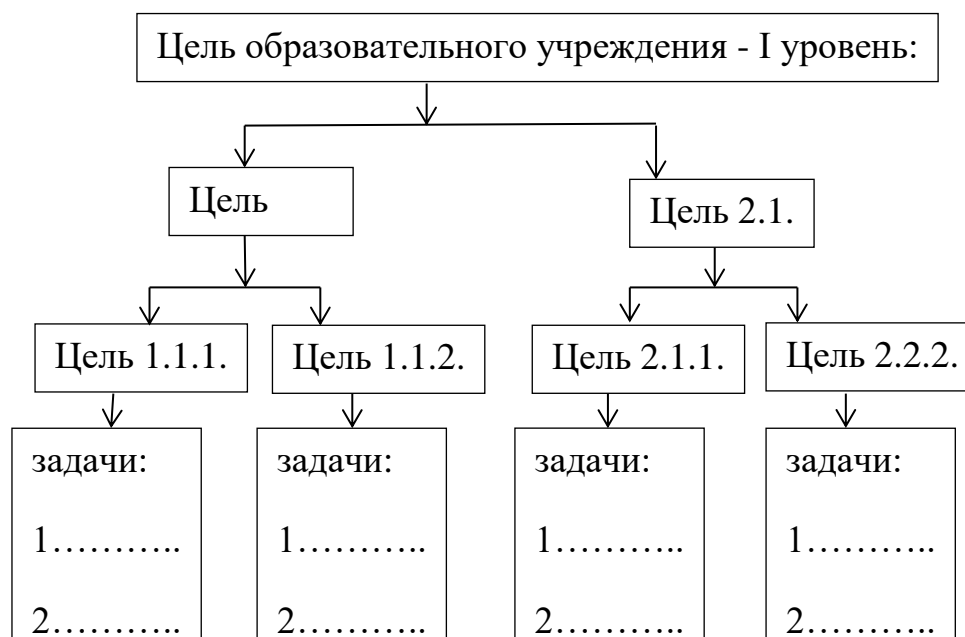 Цель образовательного учреждения - I уровень:
Цель
Цель 2.1.
Цель 1.1.1.
Цель 1.1.2.
Цель 2.1.1.
Цель 2.2.2.
задачи:
1………..
2………..
задачи:
1………..
2………..
задачи:
1………..
2………..
задачи:
1………..
2………..